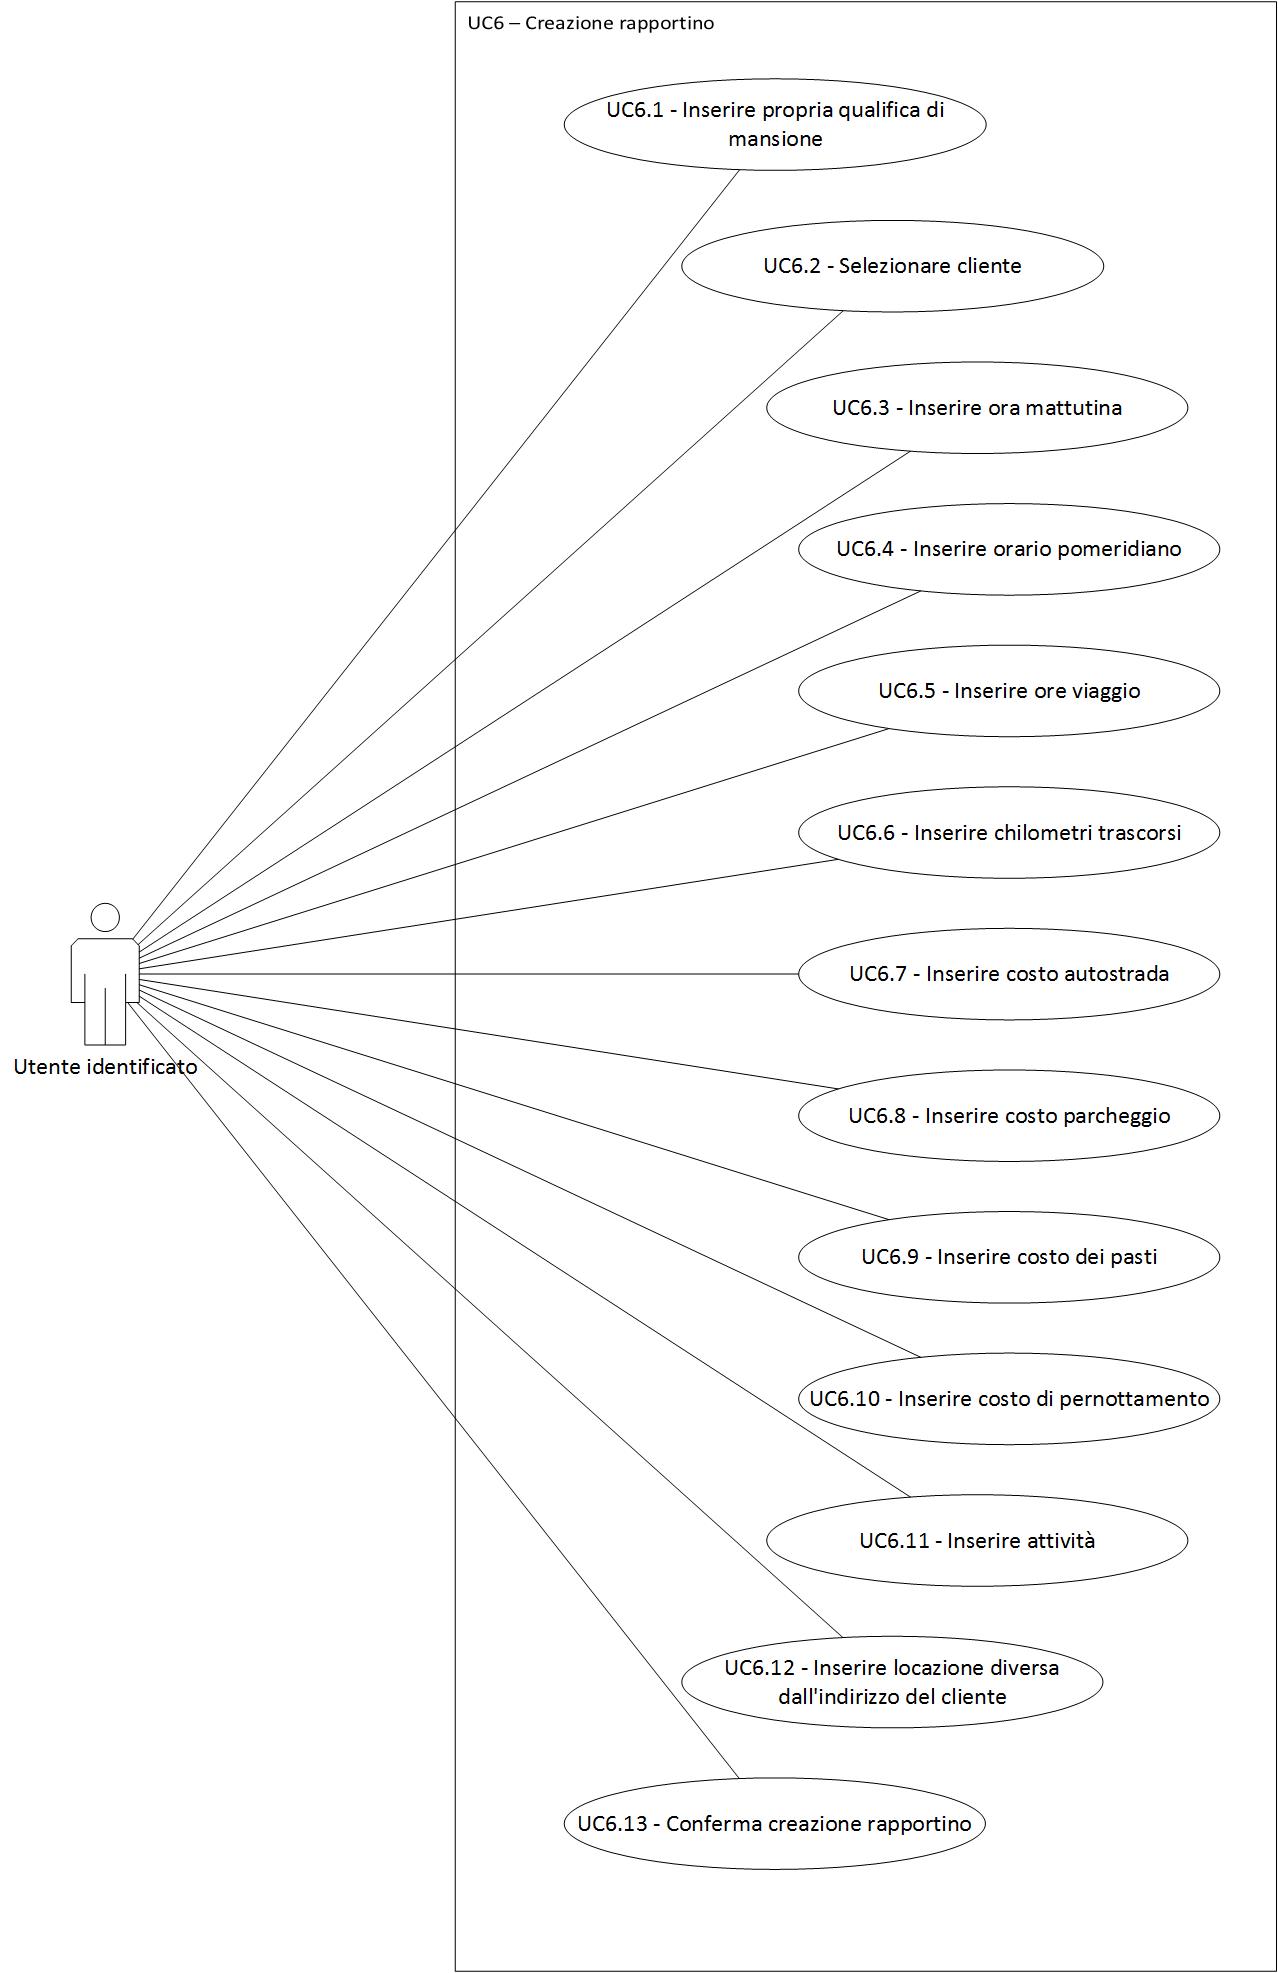 UC6 – Creazione rapportino
UC6.1 - Inserire propria qualifica di
mansione
UC6.2 - Selezionare cliente
UC6.3 - Inserire ora mattutina
UC6.4 - Inserire orario pomeridiano
UC6.5 - Inserire ore viaggio
UC6.6 - Inserire chilometri trascorsi
UC6.7 - Inserire costo autostrada
Utente identificato
UC6.8 - Inserire costo parcheggio
UC6.9 - Inserire costo dei pasti
UC6.10 - Inserire costo di pernottamento
UC6.11 - Inserire attività
UC6.12 - Inserire locazione diversa
dall'indirizzo del cliente
UC6.13 - Conferma creazione rapportino